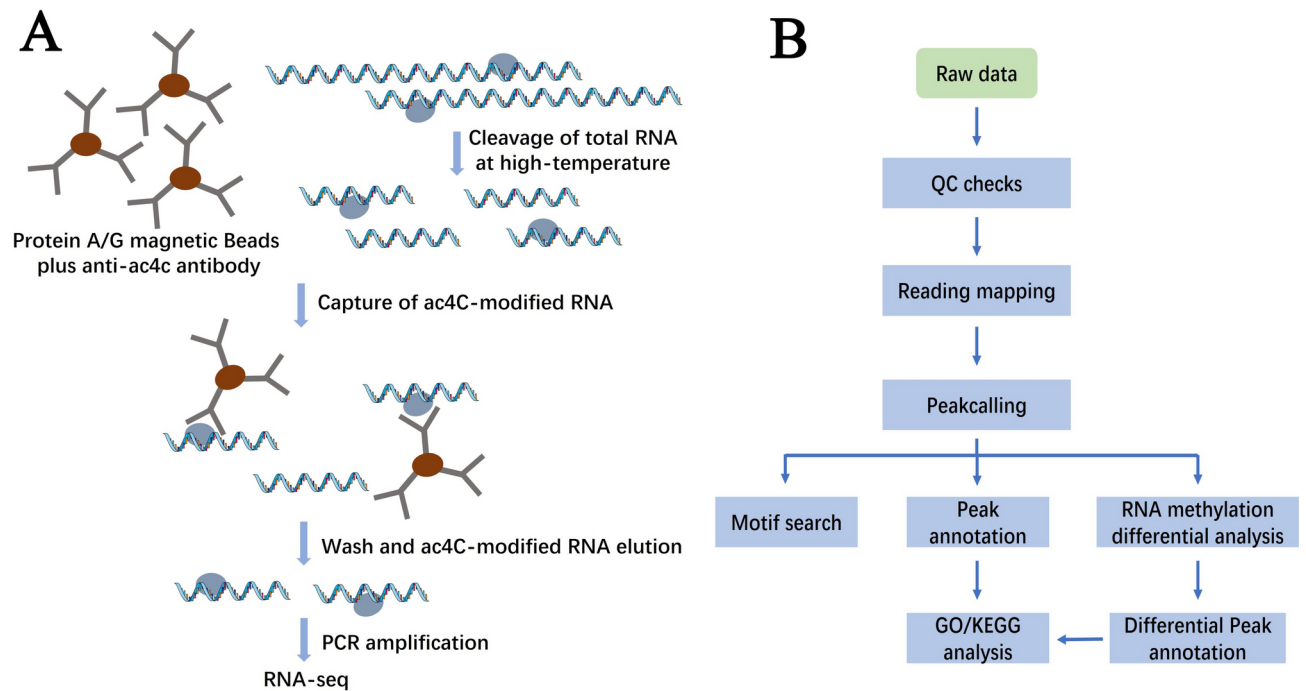 A
Cleavage of total RNA
at high-temperature
Protein A/G magnetic Beads
plus anti-ac4c antibody
Capture of ac4C-modified RNA
Wash and ac4C-modified RNA elution
PCR amplification
RNA-seq
B
Raw data
QC checks
Reading mapping
Peakcalling
Motif search
Peak
annotation
RNA methylation
differential analysis
GO/KEGG
analysis
Differential Peak
annotation